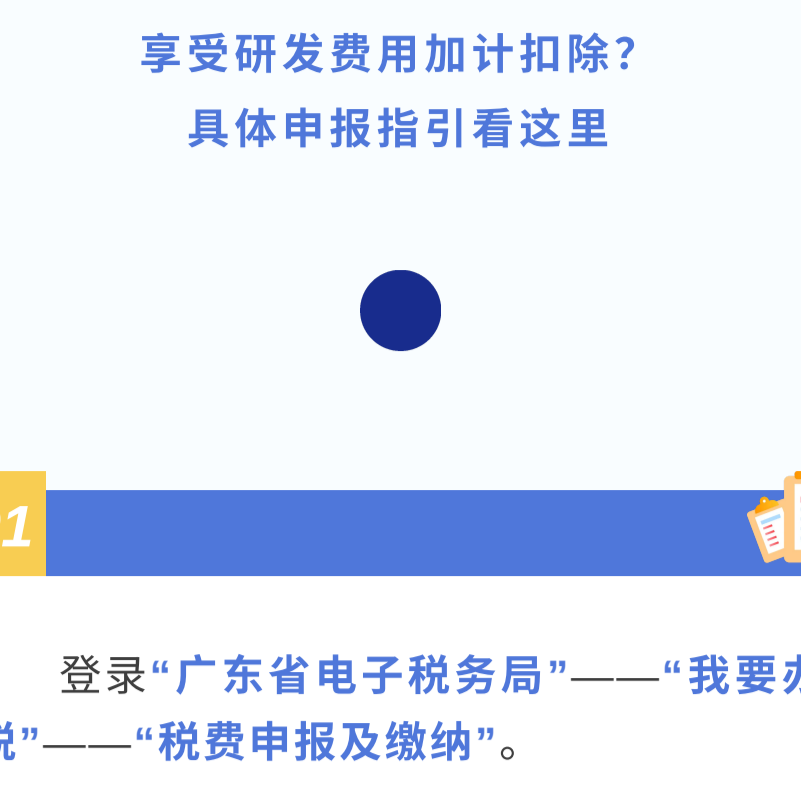 享受研发费用加计扣除？
具体申报指引看这里
1
登录“广东省电子税务局”——“我要办
税”——“税费申报及缴纳”。